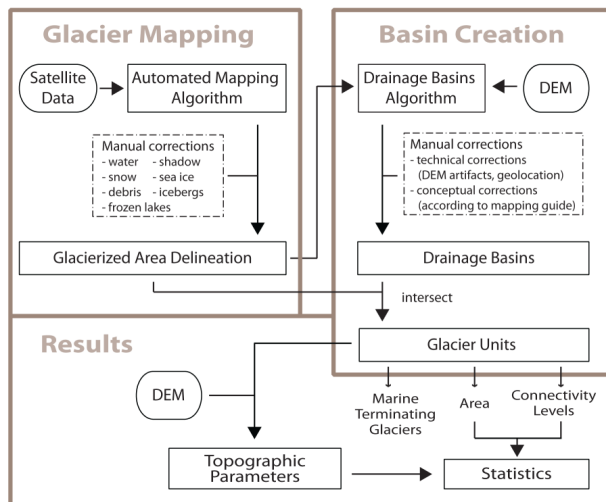 Glacier Mapping
Satellite
Data
Automated Mapping
Algorithm
Manual corrections
- water - shadow
- snow - sea ice
- debris - icebergs
- frozen lakes
Glacierized Area Delineation
Basin Creation
Drainage Basins
Algorithm
DEM
Manual corrections
- technical corrections
(DEM artifacts, geolocation)
- conceptual corrections
(according to mapping guide)
Drainage Basins
intersect
Glacier Units
Results
DEM
Marine
Terminating
Glaciers
Area
Connectivity
Levels
Topographic
Parameters
Statistics